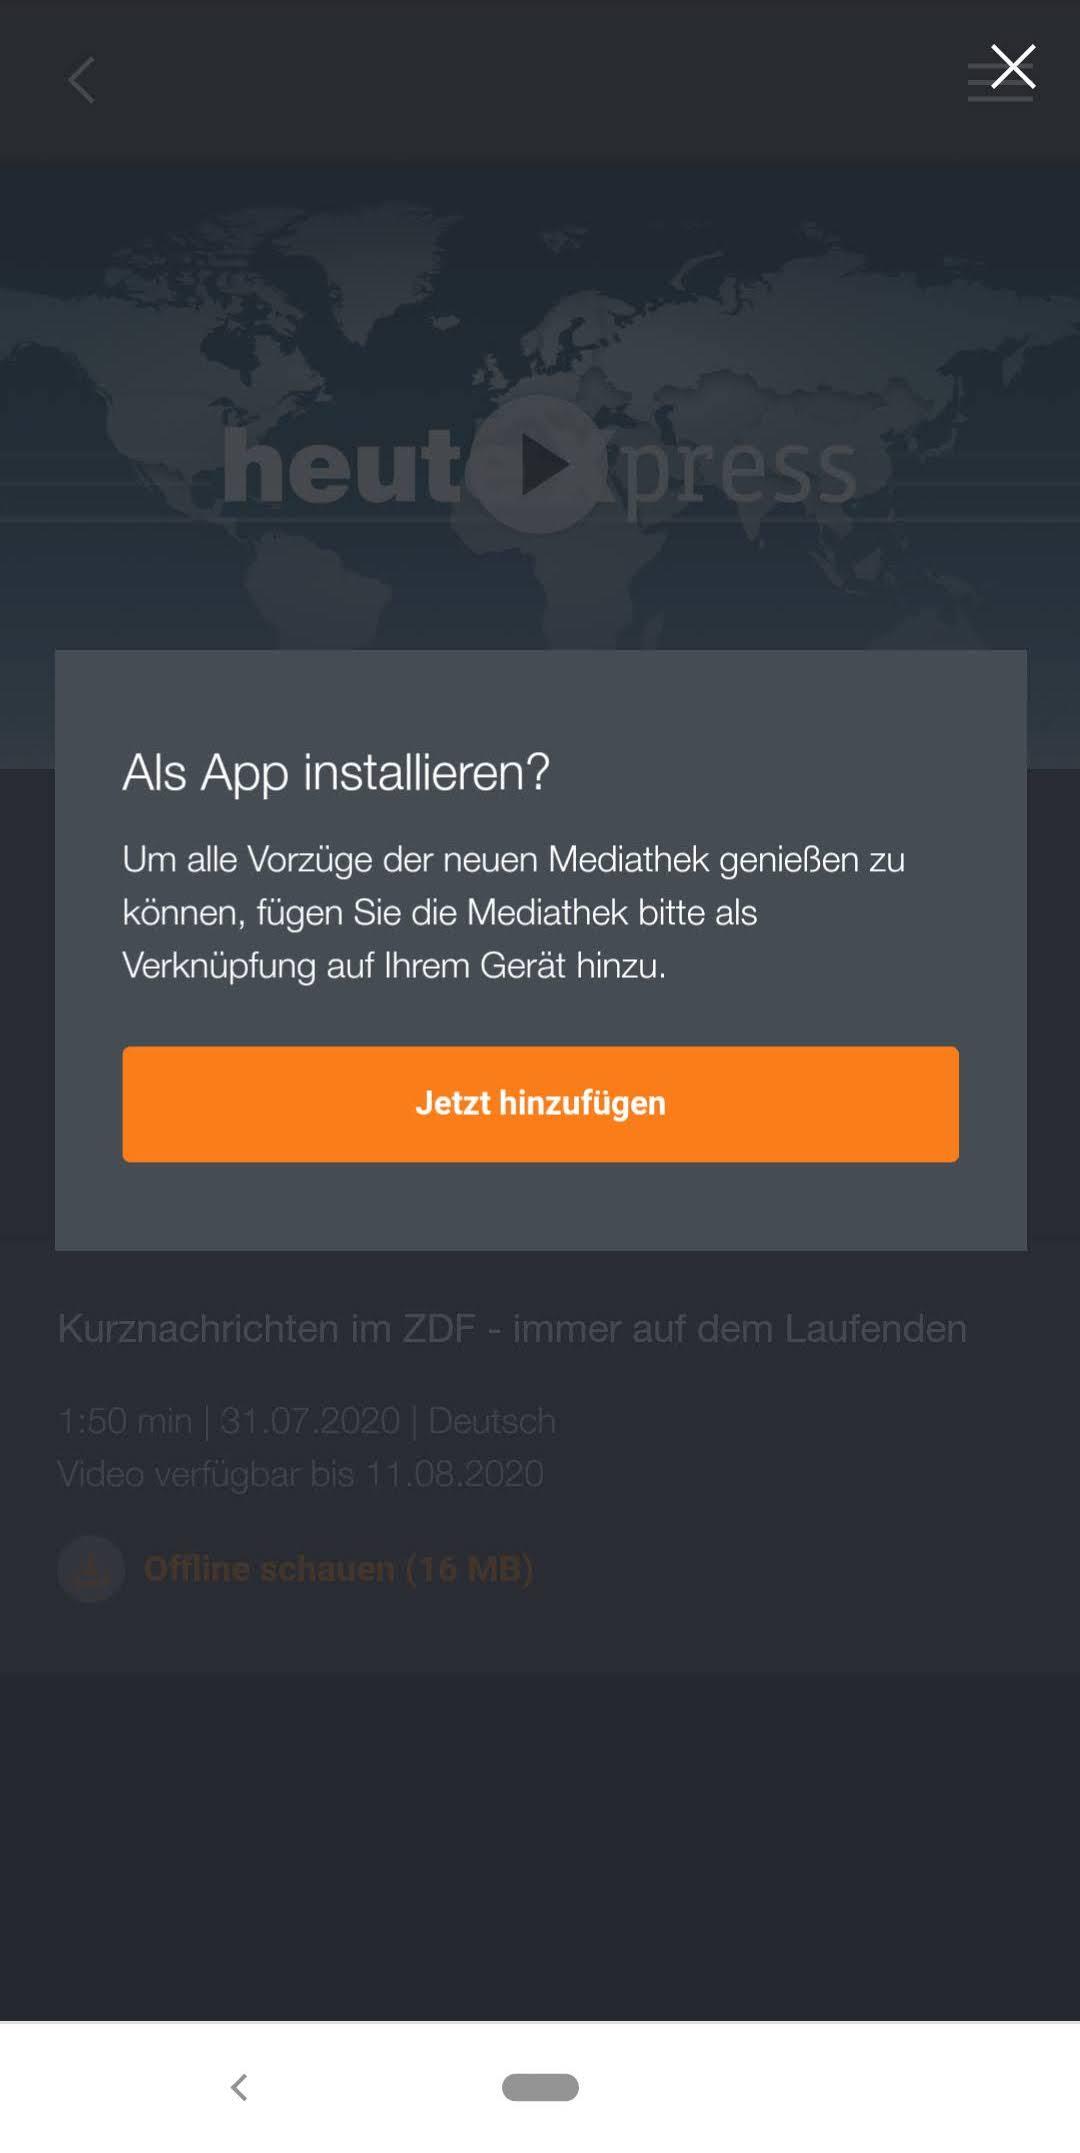 heute Xpress
Als App installieren?
Um alle Vorzüge der neuen Mediathek genießen zu
können, fügen Sie die Mediathek bitte als
Verknüpfung auf Ihrem Gerät hinzu.
Jetzt hinzufügen
Kurznachrichten im ZDF - immer auf dem Laufenden
1:50 min | 31.07.2020 | Deutsch
Video verfügbar bis 11.08.2020
Offline schauen (16 MB)